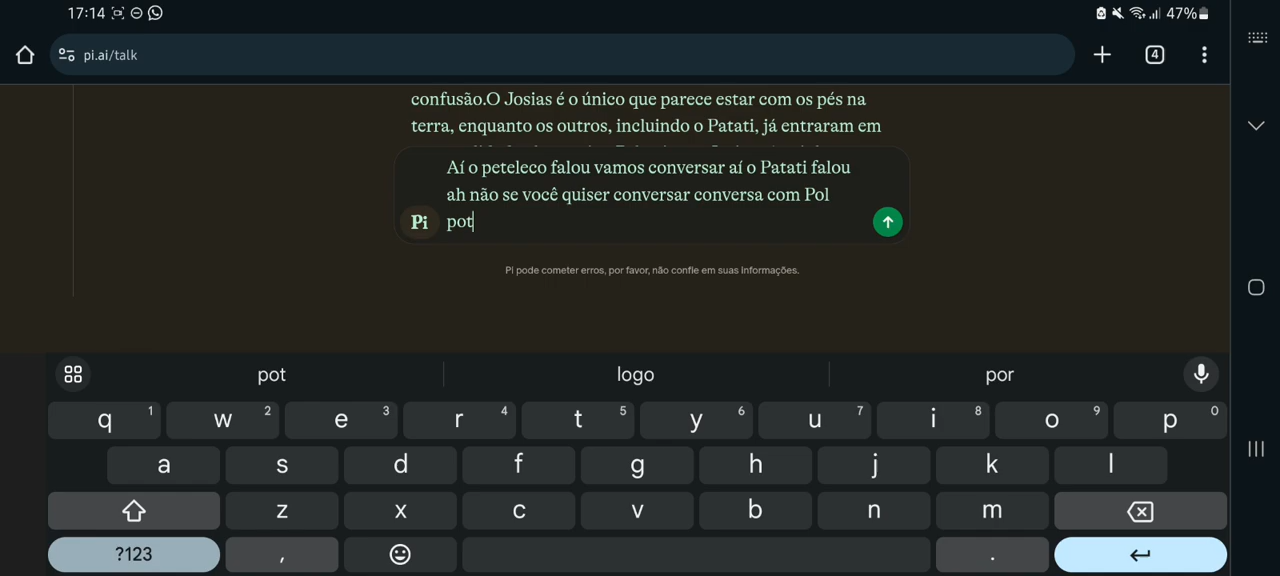 17:14
47%
pi.ai/talk
4
confusão.O Josias é o único que parece estar com os pés na
terra, enquanto os outros, incluindo o Patati, já entraram em
Aí o peteleco falou vamos conversar aí o Patati falou
ah não se você quiser conversar conversa com Pol
Pi pot
Pi pode cometer erros, por favor, não confie em suas informações.
pot logo por
q 1 w 2 e 3 r 4 t 5 y 6 u 7 i 8 o 9 p 0
a s d f g h j k l
z x c v b n m
?123 , .